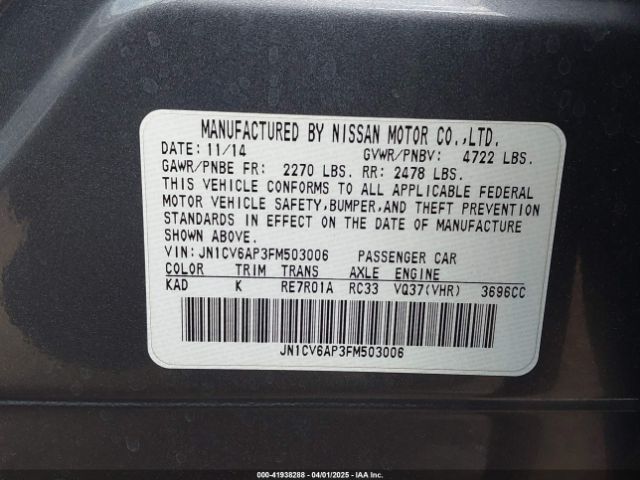 MANUFACTURED BY NISSAN MOTOR CO.,LTD.
DATE: 11/14 GVWR/PNBV: 4722 LBS.
GAWR/PNBE FR: 2270 LBS. RR: 2478 LBS.
THIS VEHICLE CONFORMS TO ALL APPLICABLE FEDERAL
MOTOR VEHICLE SAFETY,BUMPER,AND THEFT PREVENTION
STANDARDS IN EFFECT ON THE DATE OF MANUFACTURE
SHOWN ABOVE.
VIN: JN1CV6AP3FM503006 PASSENGER CAR
COLOR TRIM TRANS AXLE ENGINE
KAD K RE7R01A RC33 VQ37(VHR) 3696CC
JN1CV6AP3FM503006
000-41938288 - 04/01/2025 - IAA Inc.